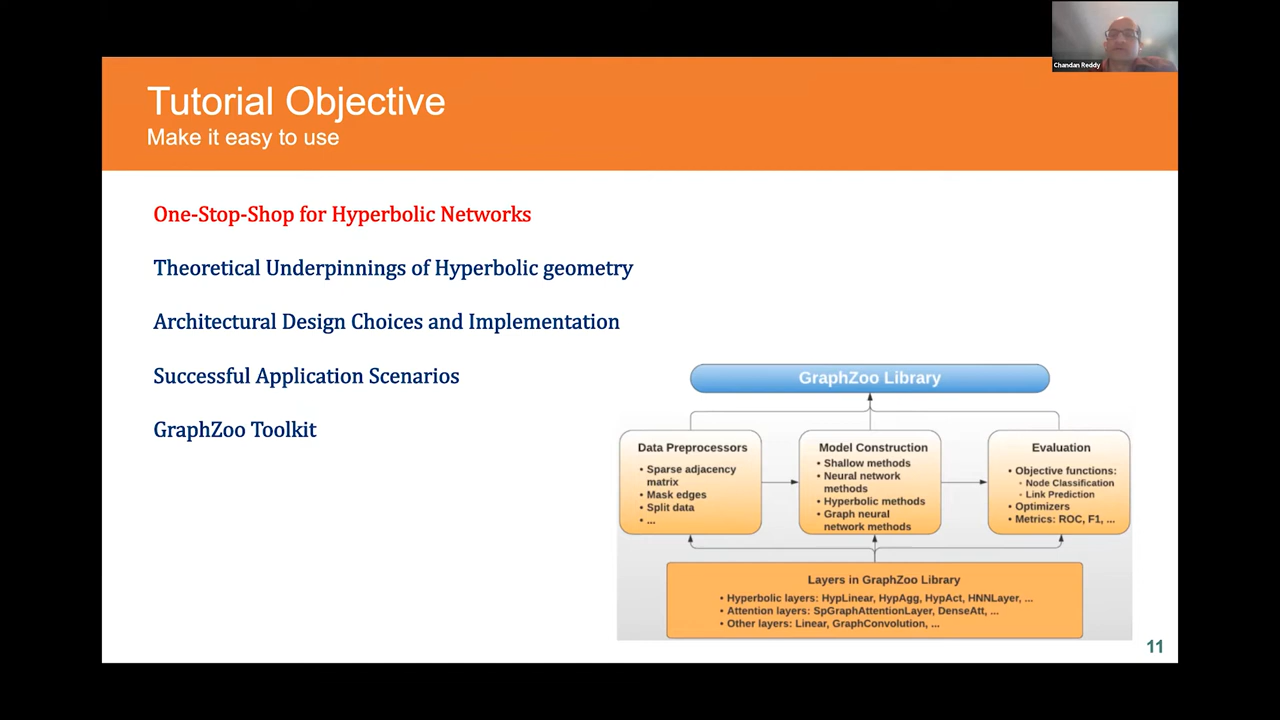 Chandan Reddy
Tutorial Objective
Make it easy to use
One-Stop-Shop for Hyperbolic Networks
Theoretical Underpinnings of Hyperbolic geometry
Architectural Design Choices and Implementation
Successful Application Scenarios
GraphZoo Toolkit
GraphZoo Library
Data Preprocessors
• Sparse adjacency
matrix
• Mask edges
• Split data
• ...
Model Construction
• Shallow methods
• Neural network
methods
• Hyperbolic methods
• Graph neural
network methods
Evaluation
• Objective functions:
• Node Classification
• Link Prediction
• Optimizers
• Metrics: ROC, F1, ...
Layers in GraphZoo Library
• Hyperbolic layers: HypLinear, HypAgg, HypAct, HNNLayer, ...
• Attention layers: SpGraphAttentionLayer, DenseAtt, ...
• Other layers: Linear, GraphConvolution, ...
11